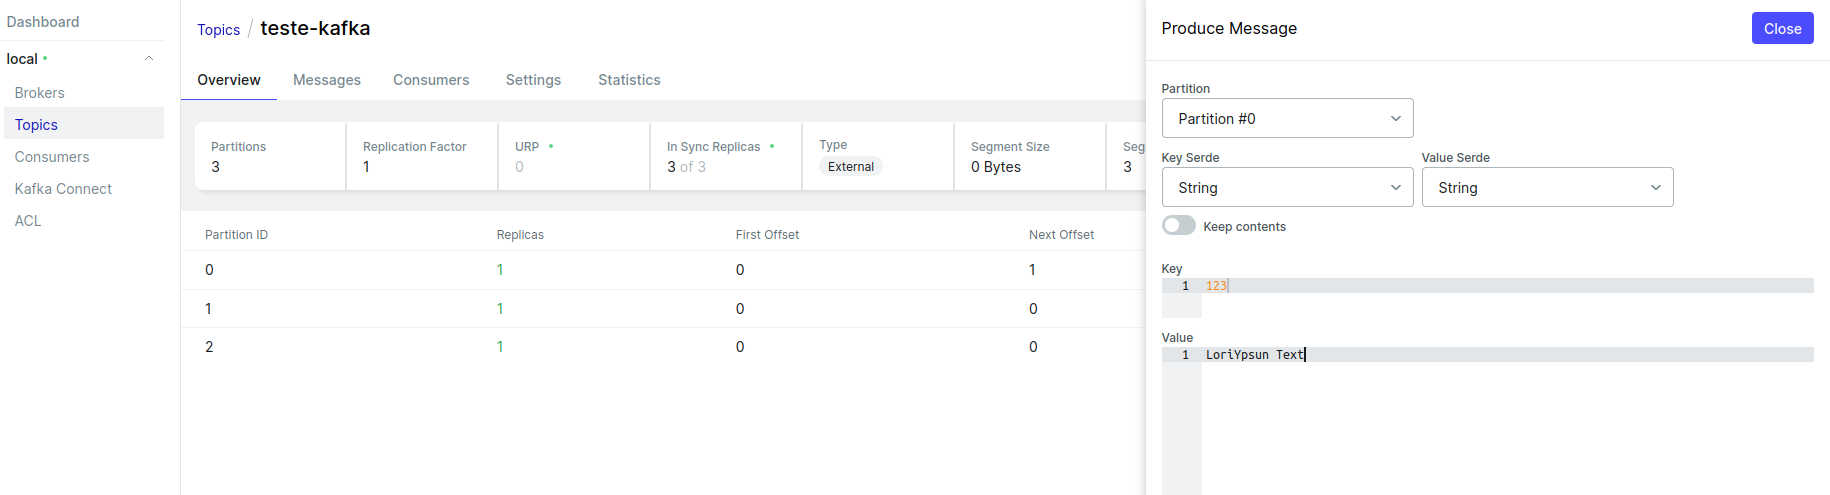 Dashboard
local
Brokers
Topics
Consumers
Kafka Connect
ACL
Topics / teste-kafka
Overview Messages Consumers Settings Statistics
Partitions Replication Factor URP In Sync Replicas Type Segment Size Seg
3 1 0 3 of 3 External 0 Bytes 3
Partition ID Replicas First Offset Next Offset
0 1 0 1
1 1 0 0
2 1 0 0
Produce Message Close
Partition
Partition #0
Key Serde Value Serde
String String
Keep contents
Key
1 123
Value
1 LoriYpsun Text